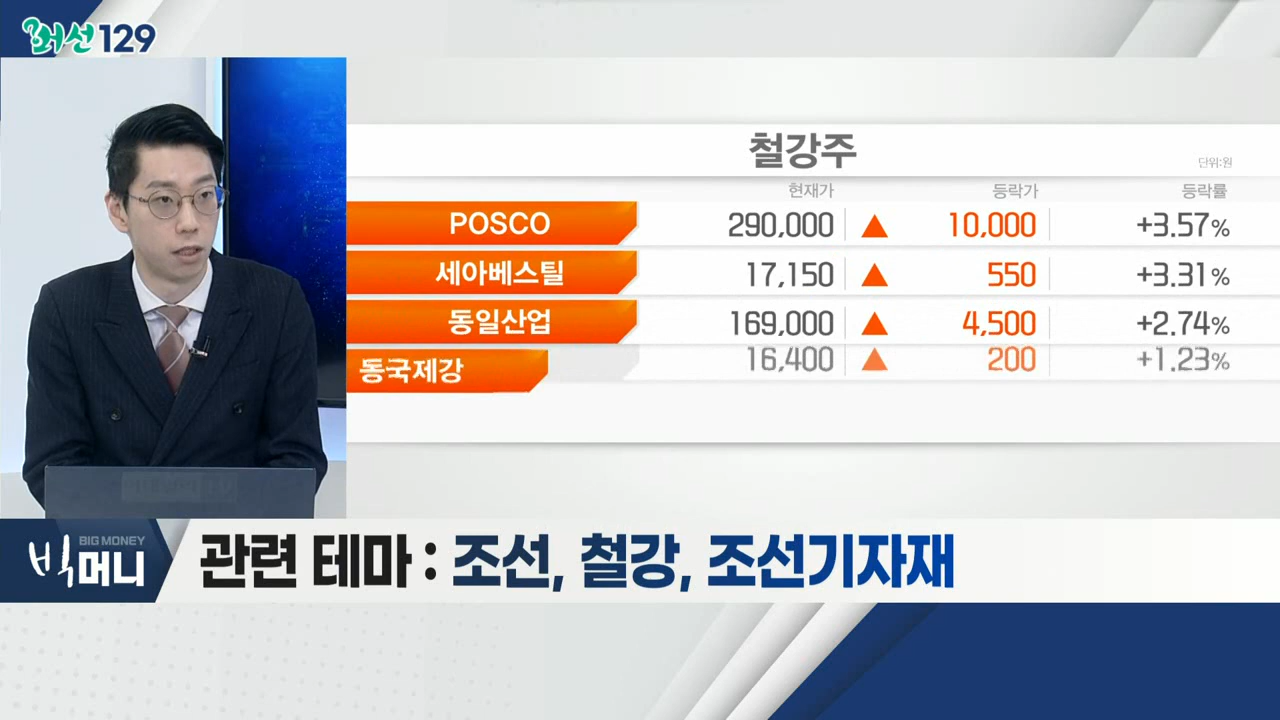 머선129
철강주
단위:원
현재가 등락가 등락률
POSCO 290,000 ▲ 10,000 +3.57%
세아베스틸 17,150 ▲ 550 +3.31%
동일산업 169,000 ▲ 4,500 +2.74%
동국제강 16,400 ▲ 200 +1.23%
BIG MONEY
빅머니
관련 테마 : 조선, 철강, 조선기자재